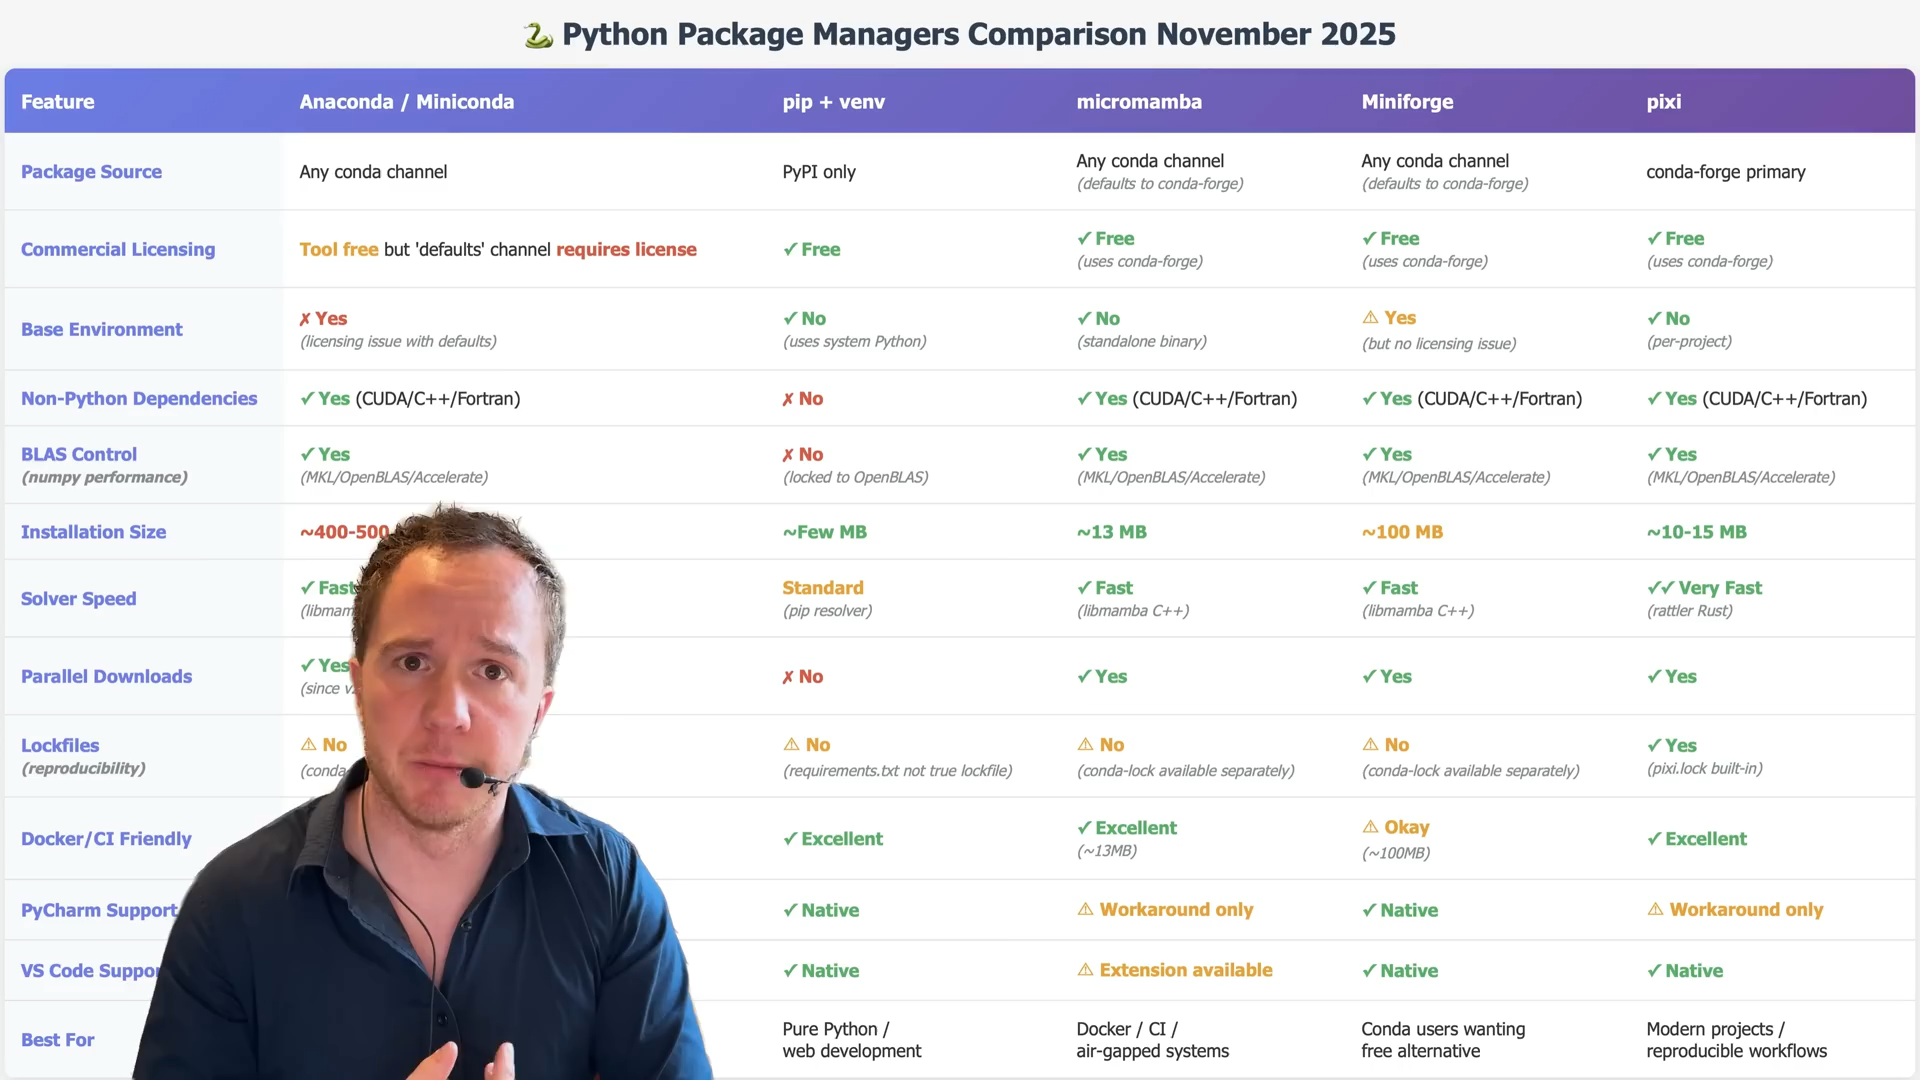 🐍 Python Package Managers Comparison November 2025
Feature Anaconda / Miniconda pip + venv micromamba Miniforge pixi
Package Source Any conda channel PyPI only Any conda channel Any conda channel conda-forge primary
(defaults to conda-forge) (defaults to conda-forge)
Commercial Licensing Tool free but 'defaults' channel requires license ✓ Free ✓ Free ✓ Free ✓ Free
(uses conda-forge) (uses conda-forge) (uses conda-forge)
Base Environment ✗ Yes ✓ No ✓ No ⚠ Yes ✓ No
(licensing issue with defaults) (uses system Python) (standalone binary) (but no licensing issue) (per-project)
Non-Python Dependencies ✓ Yes (CUDA/C++/Fortran) ✗ No ✓ Yes (CUDA/C++/Fortran) ✓ Yes (CUDA/C++/Fortran) ✓ Yes (CUDA/C++/Fortran)
BLAS Control ✓ Yes ✗ No ✓ Yes ✓ Yes ✓ Yes
(numpy performance) (MKL/OpenBLAS/Accelerate) (locked to OpenBLAS) (MKL/OpenBLAS/Accelerate) (MKL/OpenBLAS/Accelerate) (MKL/OpenBLAS/Accelerate)
Installation Size ~400-500 ~Few MB ~13 MB ~100 MB ~10-15 MB
Solver Speed ✓ Fast Standard ✓ Fast ✓ Fast ✓✓ Very Fast
(pip resolver) (libmamba C++) (libmamba C++) (rattler Rust)
Parallel Downloads ✓ Yes ✗ No ✓ Yes ✓ Yes ✓ Yes
(since
Lockfiles ⚠ No ⚠ No ⚠ No ⚠ No ✓ Yes
(reproducibility) (conda- (requirements.txt not true lockfile) (conda-lock available separately) (conda-lock available separately) (pixi.lock built-in)
Docker/CI Friendly ✓ Excellent ✓ Excellent ⚠ Okay ✓ Excellent
(~13MB) (~100MB)
PyCharm Support ✓ Native ⚠ Workaround only ✓ Native ⚠ Workaround only
VS Code Suppor ✓ Native ⚠ Extension available ✓ Native ✓ Native
Best For Pure Python / Docker / CI / Conda users wanting Modern projects /
web development air-gapped systems free alternative reproducible workflows